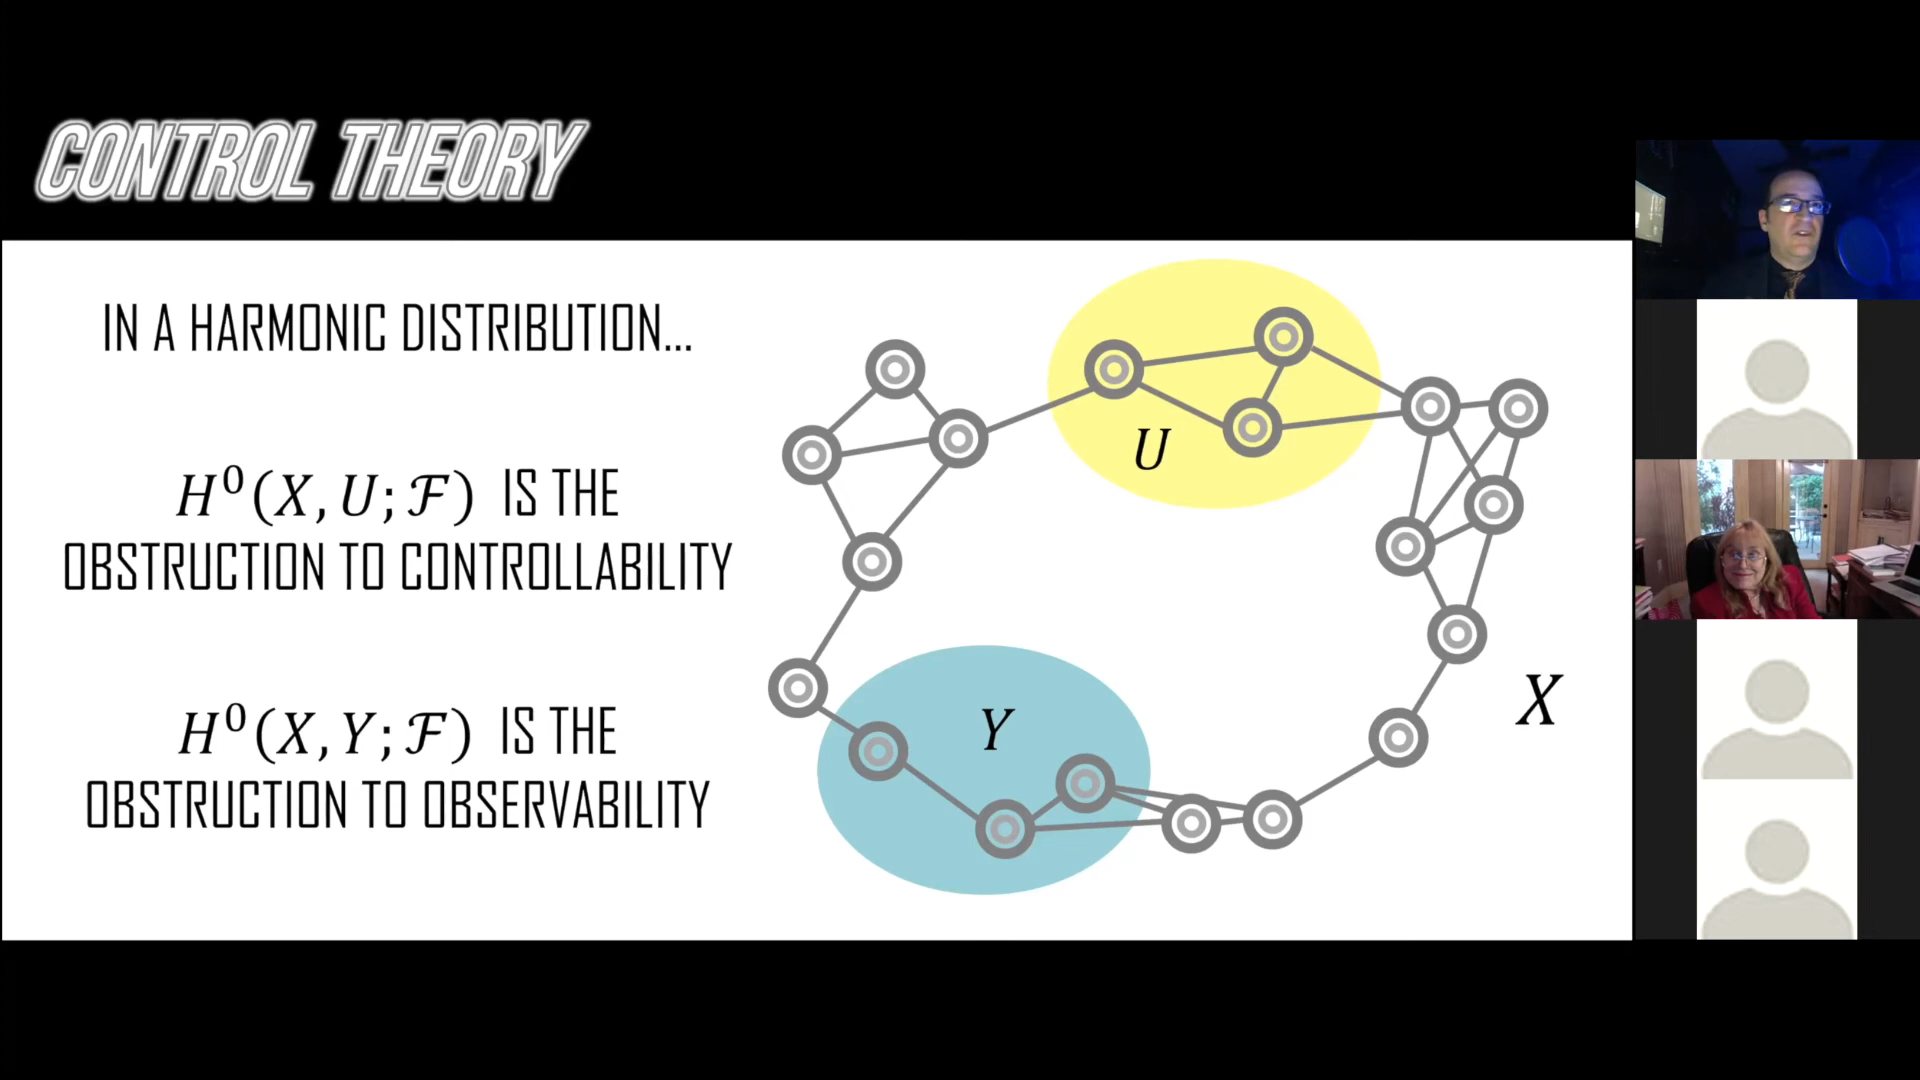 CONTROL THEORY
IN A HARMONIC DISTRIBUTION...
H⁰(X, U; ℱ) IS THE
OBSTRUCTION TO CONTROLLABILITY
H⁰(X, Y; ℱ) IS THE
OBSTRUCTION TO OBSERVABILITY
U
Y
X